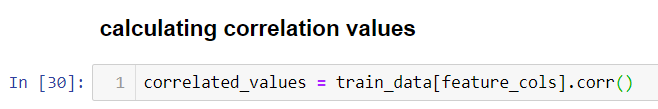 calculating correlation values
In [30]: 1 correlated_values = train_data[feature_cols].corr()